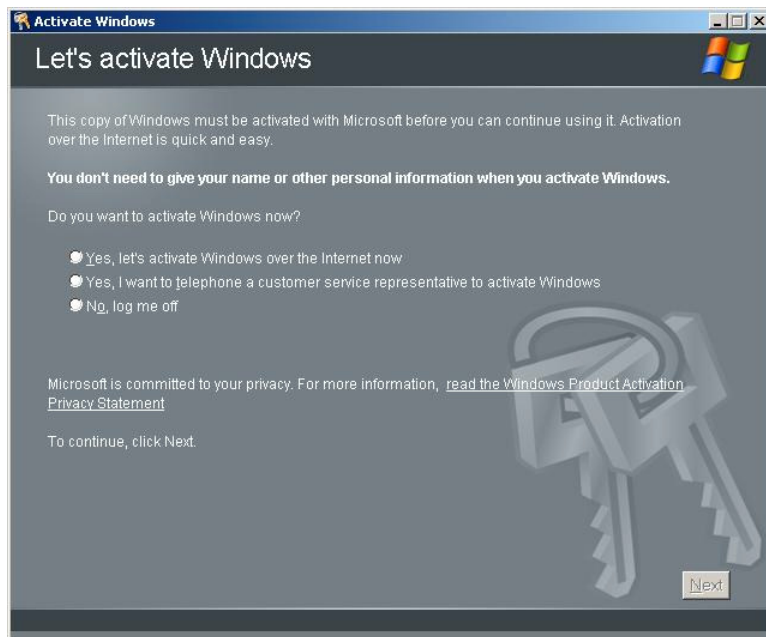 Activate Windows
Let's activate Windows
This copy of Windows must be activated with Microsoft before you can continue using it. Activation
over the Internet is quick and easy.
You don't need to give your name or other personal information when you activate Windows.
Do you want to activate Windows now?
Yes, let's activate Windows over the Internet now
Yes, I want to telephone a customer service representative to activate Windows
No, log me off
Microsoft is committed to your privacy. For more information, read the Windows Product Activation
Privacy Statement
To continue, click Next.
Next